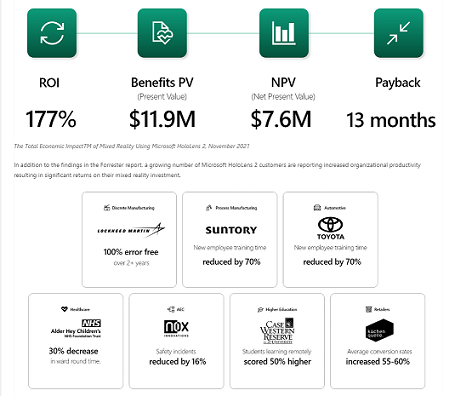 ROI
Benefits PV
(Present Value)
NPV
(Net Present Value)
Payback
177%
$11.9M
$7.6M
13 months
The Total Economic ImpactTM of Mixed Reality Using Microsoft HoloLens 2, November 2021
In addition to the findings in the Forrester report, a growing number of Microsoft HoloLens 2 customers are reporting increased organizational productivity
resulting in significant returns on their mixed reality investment.
Discrete Manufacturing
LOCKHEED MARTIN
100% error free
over 2+ years
Process Manufacturing
SUNTORY
New employee training time
reduced by 70%
Automotive
TOYOTA
New employee training time
reduced by 70%
Healthcare
NHS
Alder Hey Children's
NHS Foundation Trust
30% decrease
in ward round time.
AEC
nox
INNOVATIONS
Safety incidents
reduced by 16%
Higher Education
CASE
WESTERN
RESERVE
UNIVERSITY
Students learning remotely
scored 50% higher
Retailers
küchen
quelle
Average conversion rates
increased 55-60%